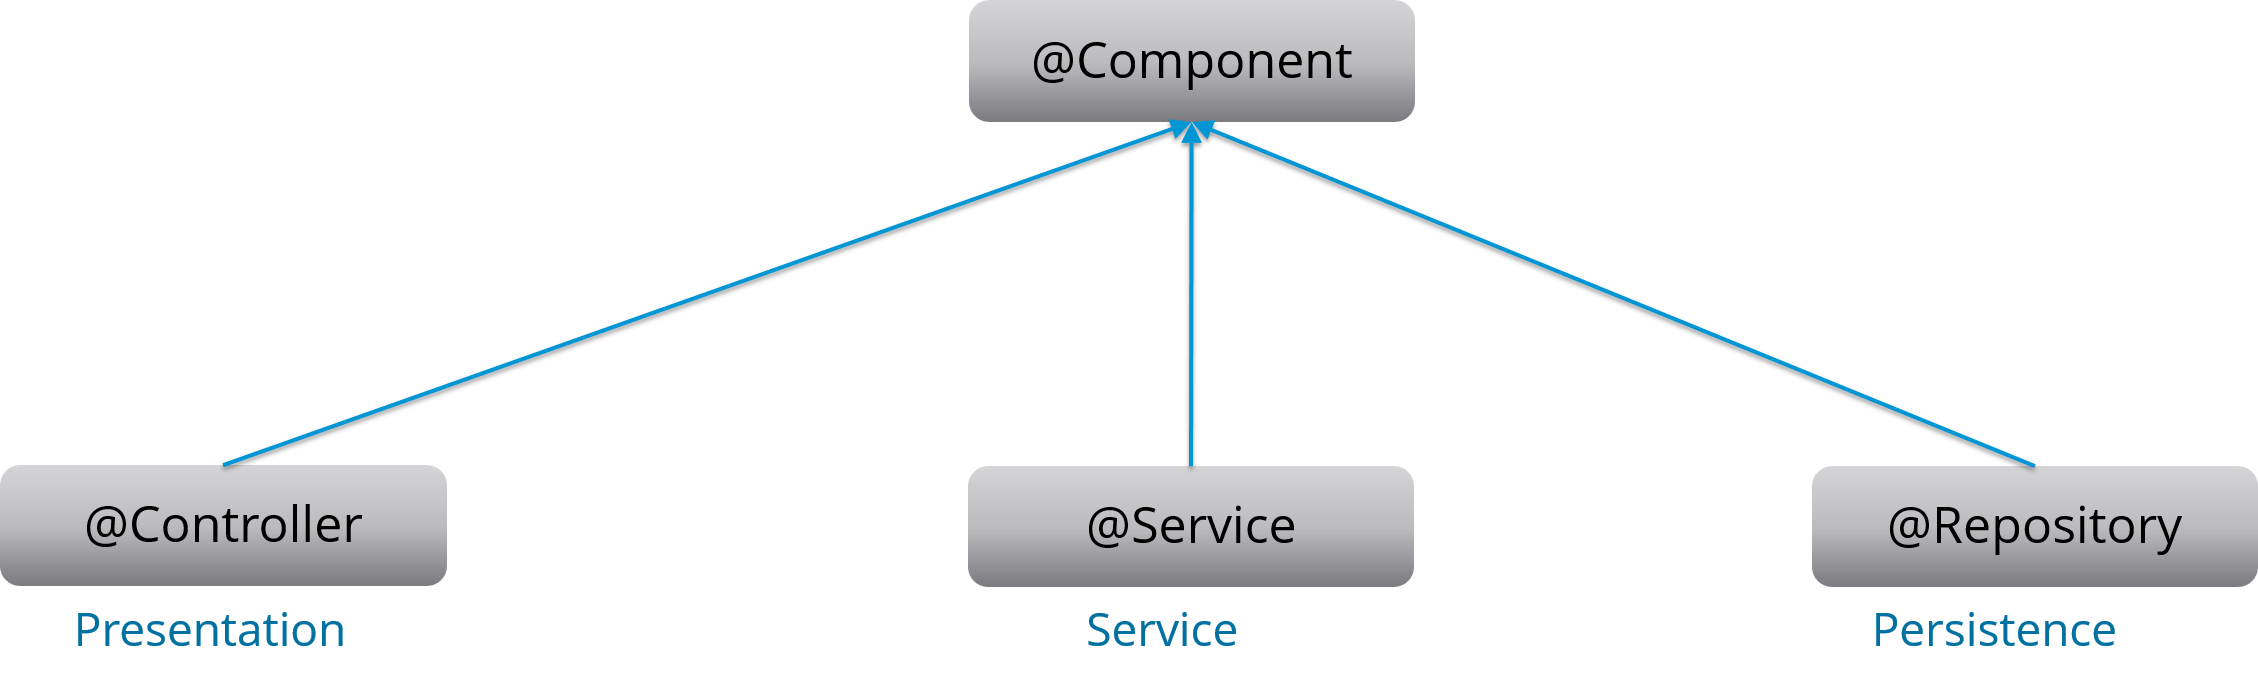 @Component
@Controller
@Service
@Repository
Presentation
Service
Persistence